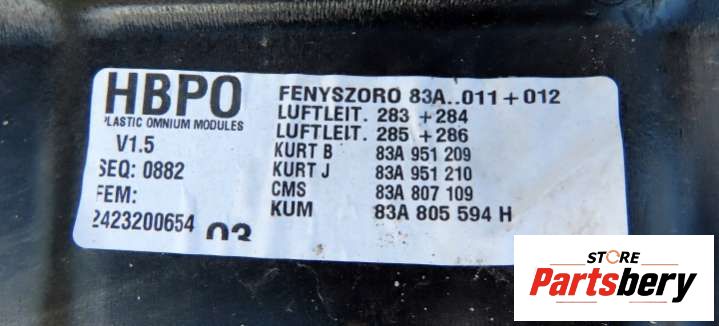 HBPO
PLASTIC OMNIUM MODULES
V1.5
SEQ: 0882
FEM:
2423200654 03
FENYSZORO 83A..011 + 012
LUFTLEIT. 283 + 284
LUFTLEIT. 285 + 286
KURT B 83A 951 209
KURT J 83A 951 210
CMS 83A 807 109
KUM 83A 805 594 H
STORE
Partsbery